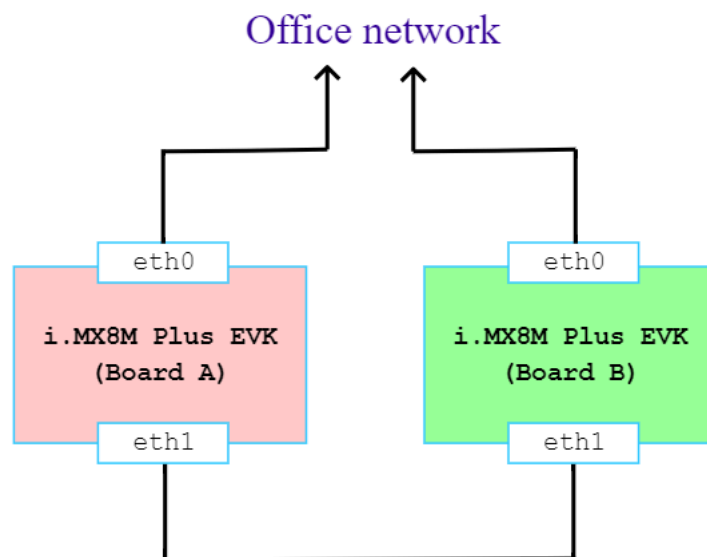 Office network
eth0
eth0
i.MX8M Plus EVK
(Board A)
i.MX8M Plus EVK
(Board B)
eth1
eth1